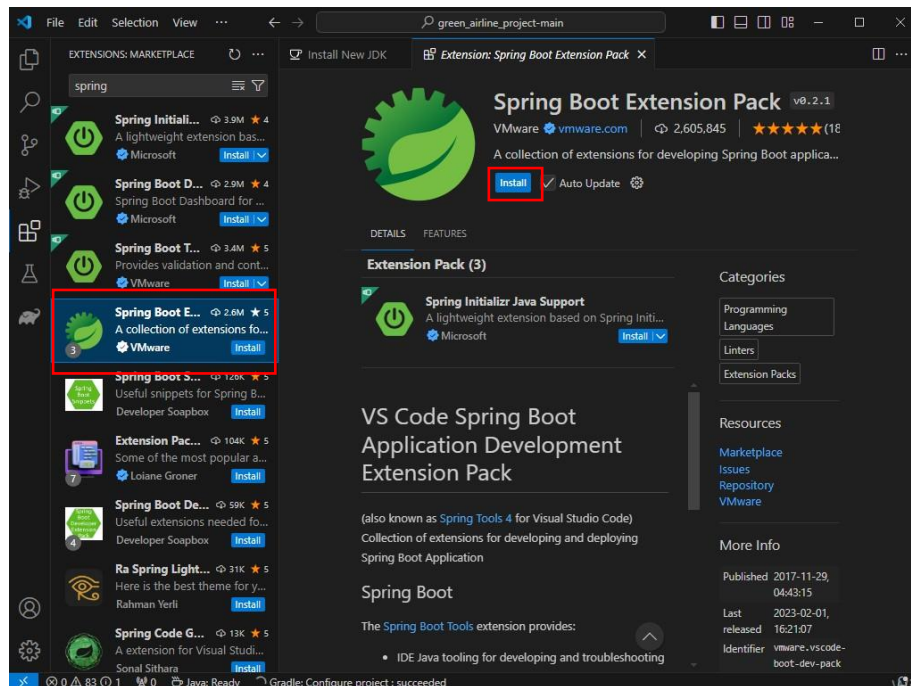 File Edit Selection View ···
green_airline_project-main
EXTENSIONS: MARKETPLACE
spring
Spring Initiali... 3.9M ★ 4
A lightweight extension bas...
Microsoft
Install
Spring Boot D... 2.9M ★ 4
Spring Boot Dashboard for ...
Microsoft
Install
Spring Boot T... 3.4M ★ 5
Provides validation and cont...
VMware
Install
Spring Boot E... 2.6M ★ 5
A collection of extensions fo...
3
VMware
Install
Spring Boot S... 126K ★ 5
Useful snippets for Spring B...
Developer Soapbox
Install
Extension Pac... 104K ★ 5
Some of the most popular a...
7
Loiane Groner
Install
Spring Boot De... 59K ★ 5
Useful extensions needed fo...
4
Developer Soapbox
Install
Ra Spring Light... 31K ★ 5
Here is the best theme for y...
Rahman Yerli
Install
Spring Code G... 13K ★ 5
A extension for Visual Studi...
Sonal Sithara
Install
Install New JDK
Extension: Spring Boot Extension Pack
Spring Boot Extension Pack v0.2.1
VMware vmware.com 2,605,845 ★★★★★(18
A collection of extensions for developing Spring Boot applica...
Install Auto Update
DETAILS FEATURES
Extension Pack (3)
Spring Initializr Java Support
A lightweight extension based on Spring Initi...
Microsoft
Install
VS Code Spring Boot
Application Development
Extension Pack
(also known as Spring Tools 4 for Visual Studio Code)
Collection of extensions for developing and deploying
Spring Boot Application
Spring Boot
The Spring Boot Tools extension provides:
• IDE Java tooling for developing and troubleshooting
Categories
Programming
Languages
Linters
Extension Packs
Resources
Marketplace
Issues
Repository
VMware
More Info
Published 2017-11-29,
04:43:15
Last 2023-02-01,
released 16:21:07
Identifier vmware.vscode-
boot-dev-pack
0 83 1 0 Java: Ready Gradle: Configure project : succeeded